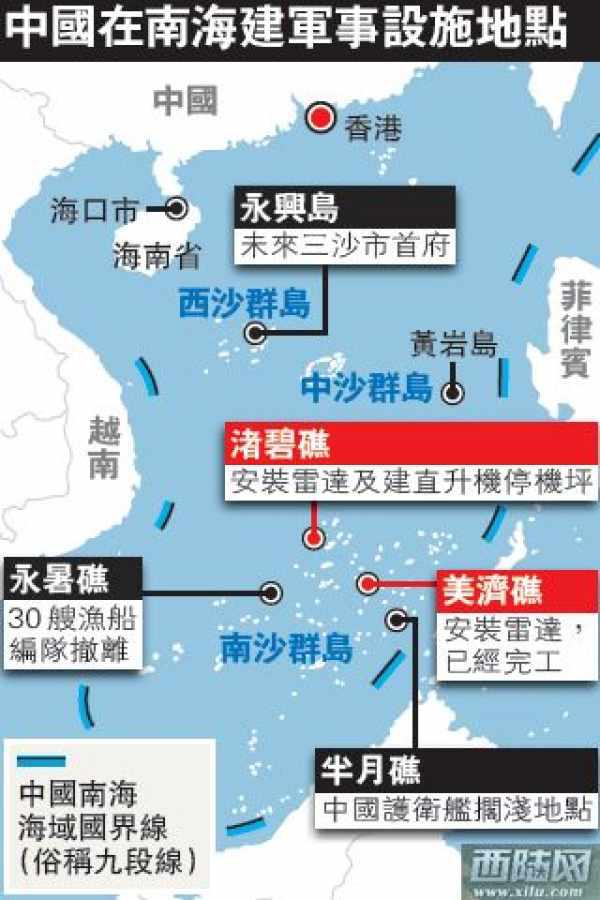 中國在南海建軍事設施地點
中國
香港
海口市
海南省
永興島
未來三沙市首府
西沙群島
菲律賓
黃岩島
中沙群島
越南
渚碧礁
安裝雷達及建直升機停機坪
永暑礁
30艘漁船
編隊撤離
美濟礁
安裝雷達，
已經完工
南沙群島
半月礁
中國護衛艦擱淺地點
中國南海
海域國界線
(俗稱九段線)
西陆网
www.xilu.com